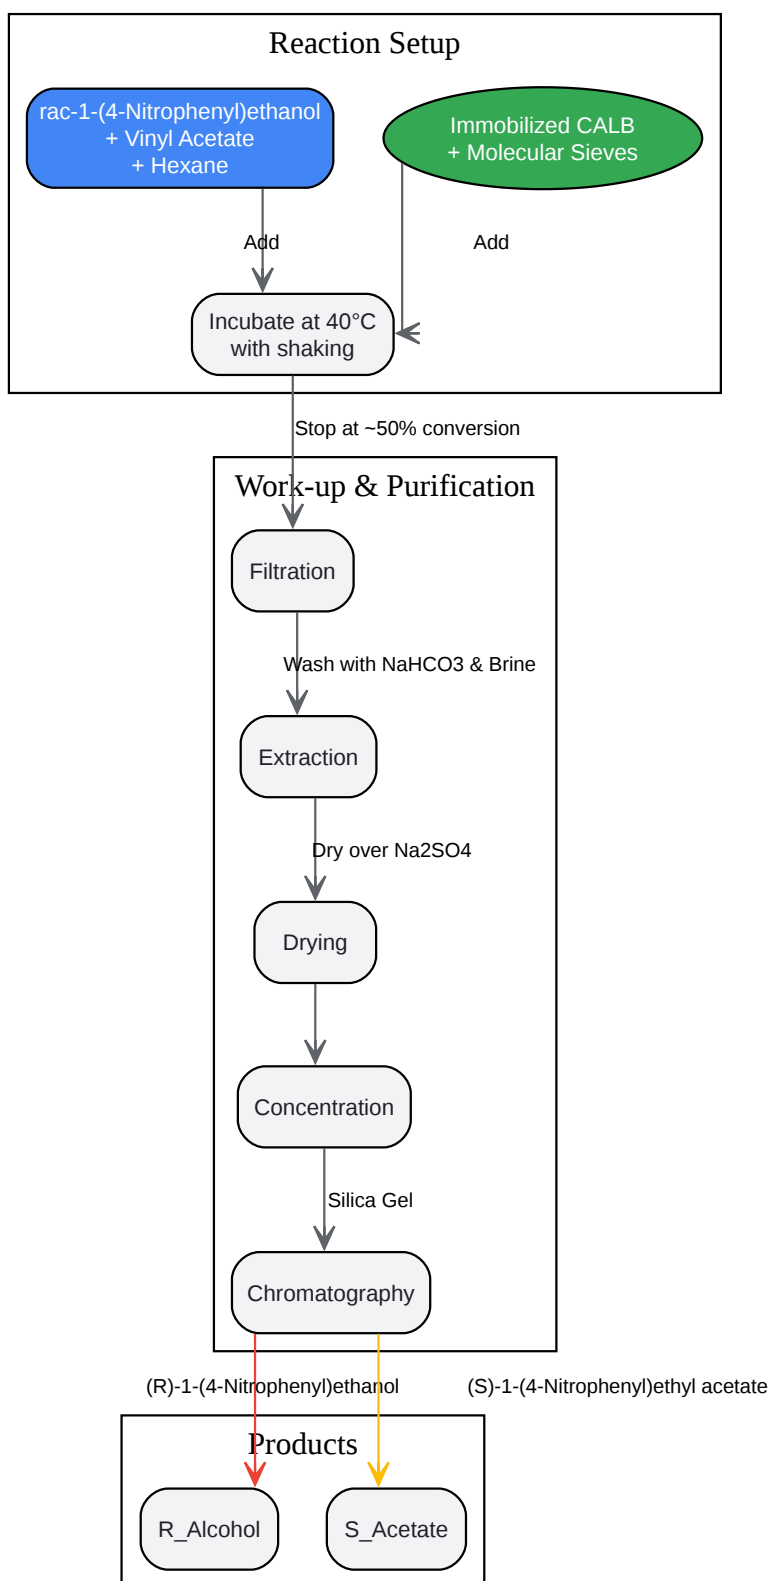 Reaction Setup
rac-1-(4-Nitrophenyl)ethanol
+ Vinyl Acetate
+ Hexane
Immobilized CALB
+ Molecular Sieves
Add
Add
Incubate at 40°C
with shaking
Stop at ~50% conversion
Work-up & Purification
Filtration
Wash with NaHCO3 & Brine
Extraction
Dry over Na2SO4
Drying
Concentration
Silica Gel
Chromatography
(R)-1-(4-Nitrophenyl)ethanol
(S)-1-(4-Nitrophenyl)ethyl acetate
Products
R_Alcohol
S_Acetate